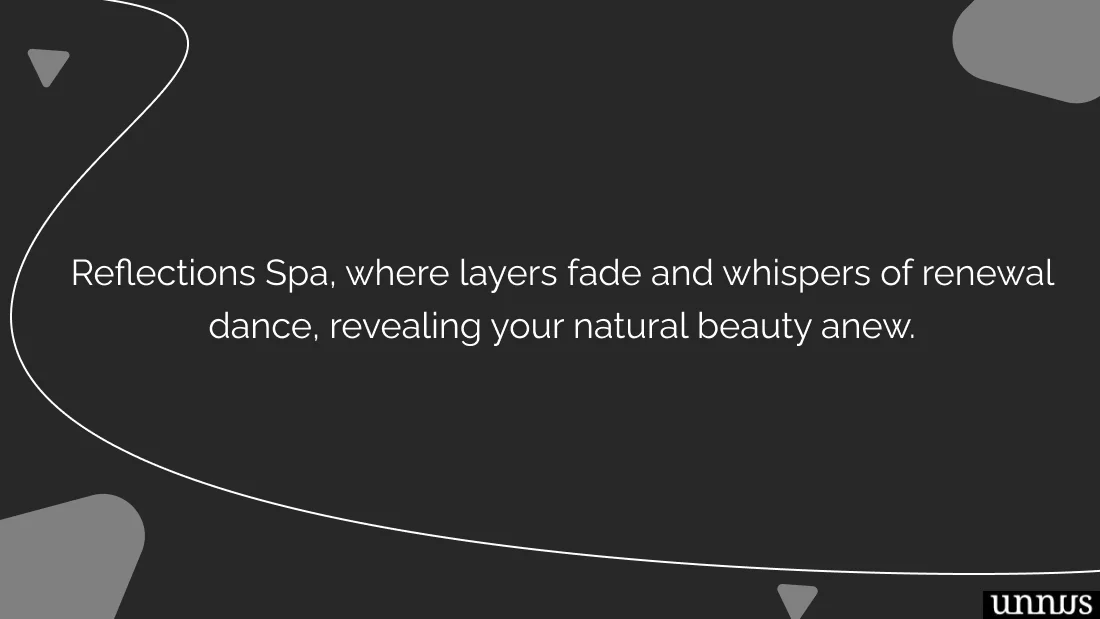 Reflections Spa, where layers fade and whispers of renewal
dance, revealing your natural beauty anew.
unnus